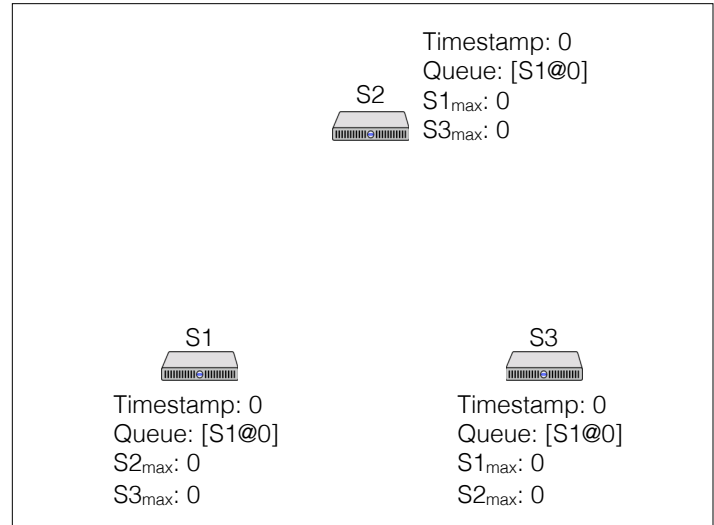 Timestamp: 0
Queue: [S1@0]
S2
S1max: 0
S3max: 0
S1
Timestamp: 0
Queue: [S1@0]
S2max: 0
S3max: 0
S3
Timestamp: 0
Queue: [S1@0]
S1max: 0
S2max: 0